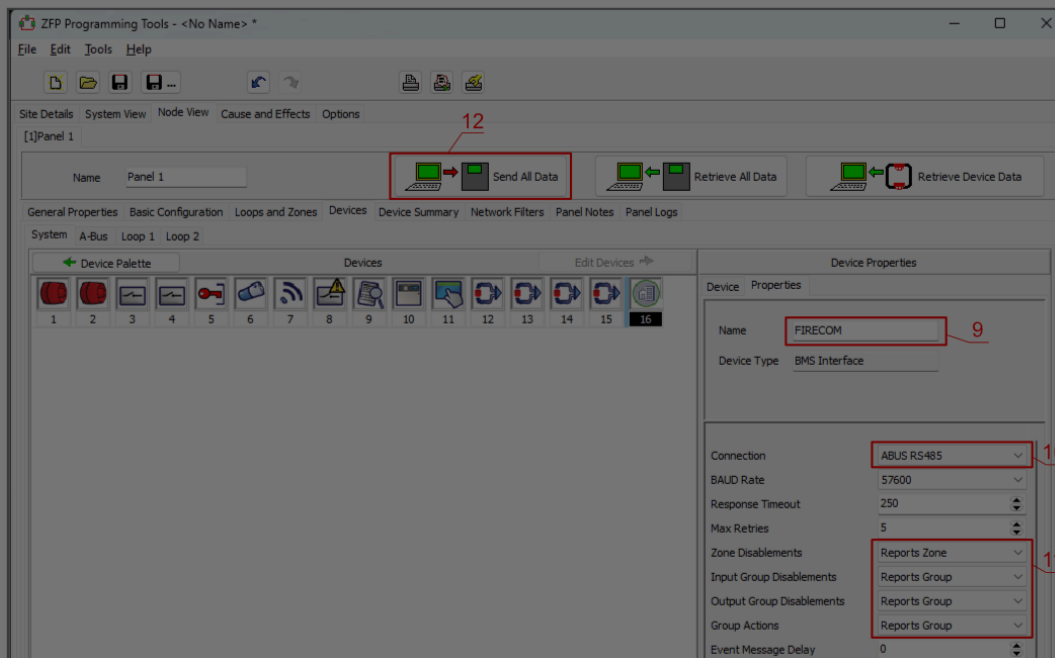 ZFP Programming Tools - <No Name> *
File Edit Tools Help
...
Site Details System View Node View Cause and Effects Options
12
[1]Panel 1
Name Panel 1 Send All Data Retrieve All Data Retrieve Device Data
General Properties Basic Configuration Loops and Zones Devices Device Summary Network Filters Panel Notes Panel Logs
System A-Bus Loop 1 Loop 2
Device Palette Devices Edit Devices Device Properties
Device Properties
1 2 3 4 5 6 7 8 9 10 11 12 13 14 15 16
Name FIRECOM 9
Device Type BMS Interface
Connection ABUS RS485
BAUD Rate 57600
Response Timeout 250
Max Retries 5
Zone Disablements Reports Zone
Input Group Disablements Reports Group
Output Group Disablements Reports Group
Group Actions Reports Group
Event Message Delay 0